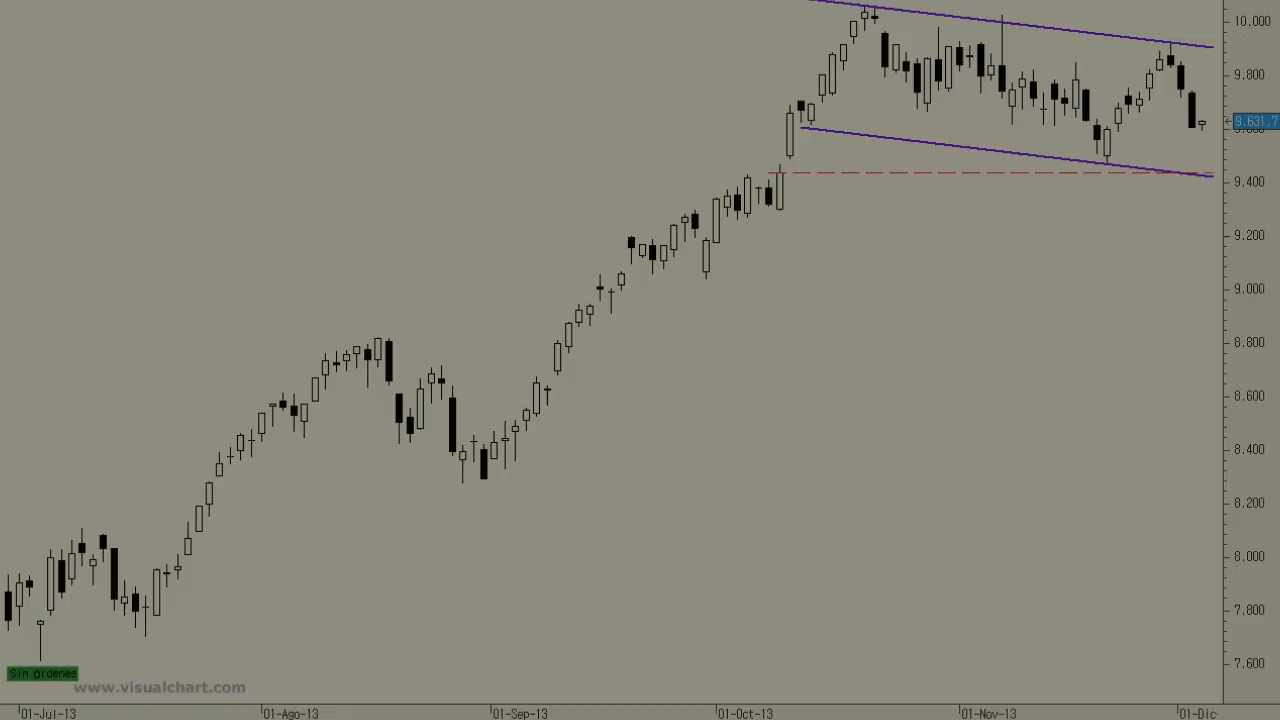 10.000
9.800
9.631,7
9.600
9.400
9.200
9.000
8.800
8.600
8.400
8.200
8.000
7.800
7.600
Sin órdenes
www.visualchart.com
01-Jul-13
01-Ago-13
01-Sep-13
01-Oct-13
01-Nov-13
01-Dic